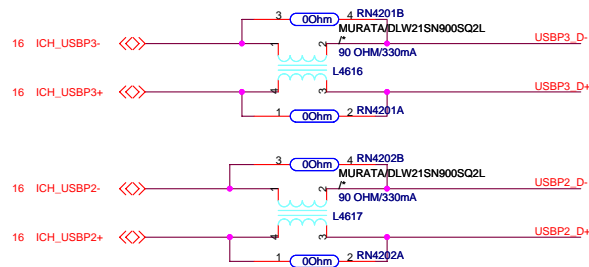 3 0Ohm 4 RN4201B
MURATA/DLW21SN900SQ2L
16 ICH_USBP3- 1 2 /* USBP3_D-
90 OHM/330mA
L4616
16 ICH_USBP3+ 4 3 USBP3_D+
1 0Ohm 2 RN4201A
3 0Ohm 4 RN4202B
MURATA/DLW21SN900SQ2L
16 ICH_USBP2- 1 2 /* USBP2_D-
90 OHM/330mA
L4617
16 ICH_USBP2+ 4 3 USBP2_D+
1 0Ohm 2 RN4202A